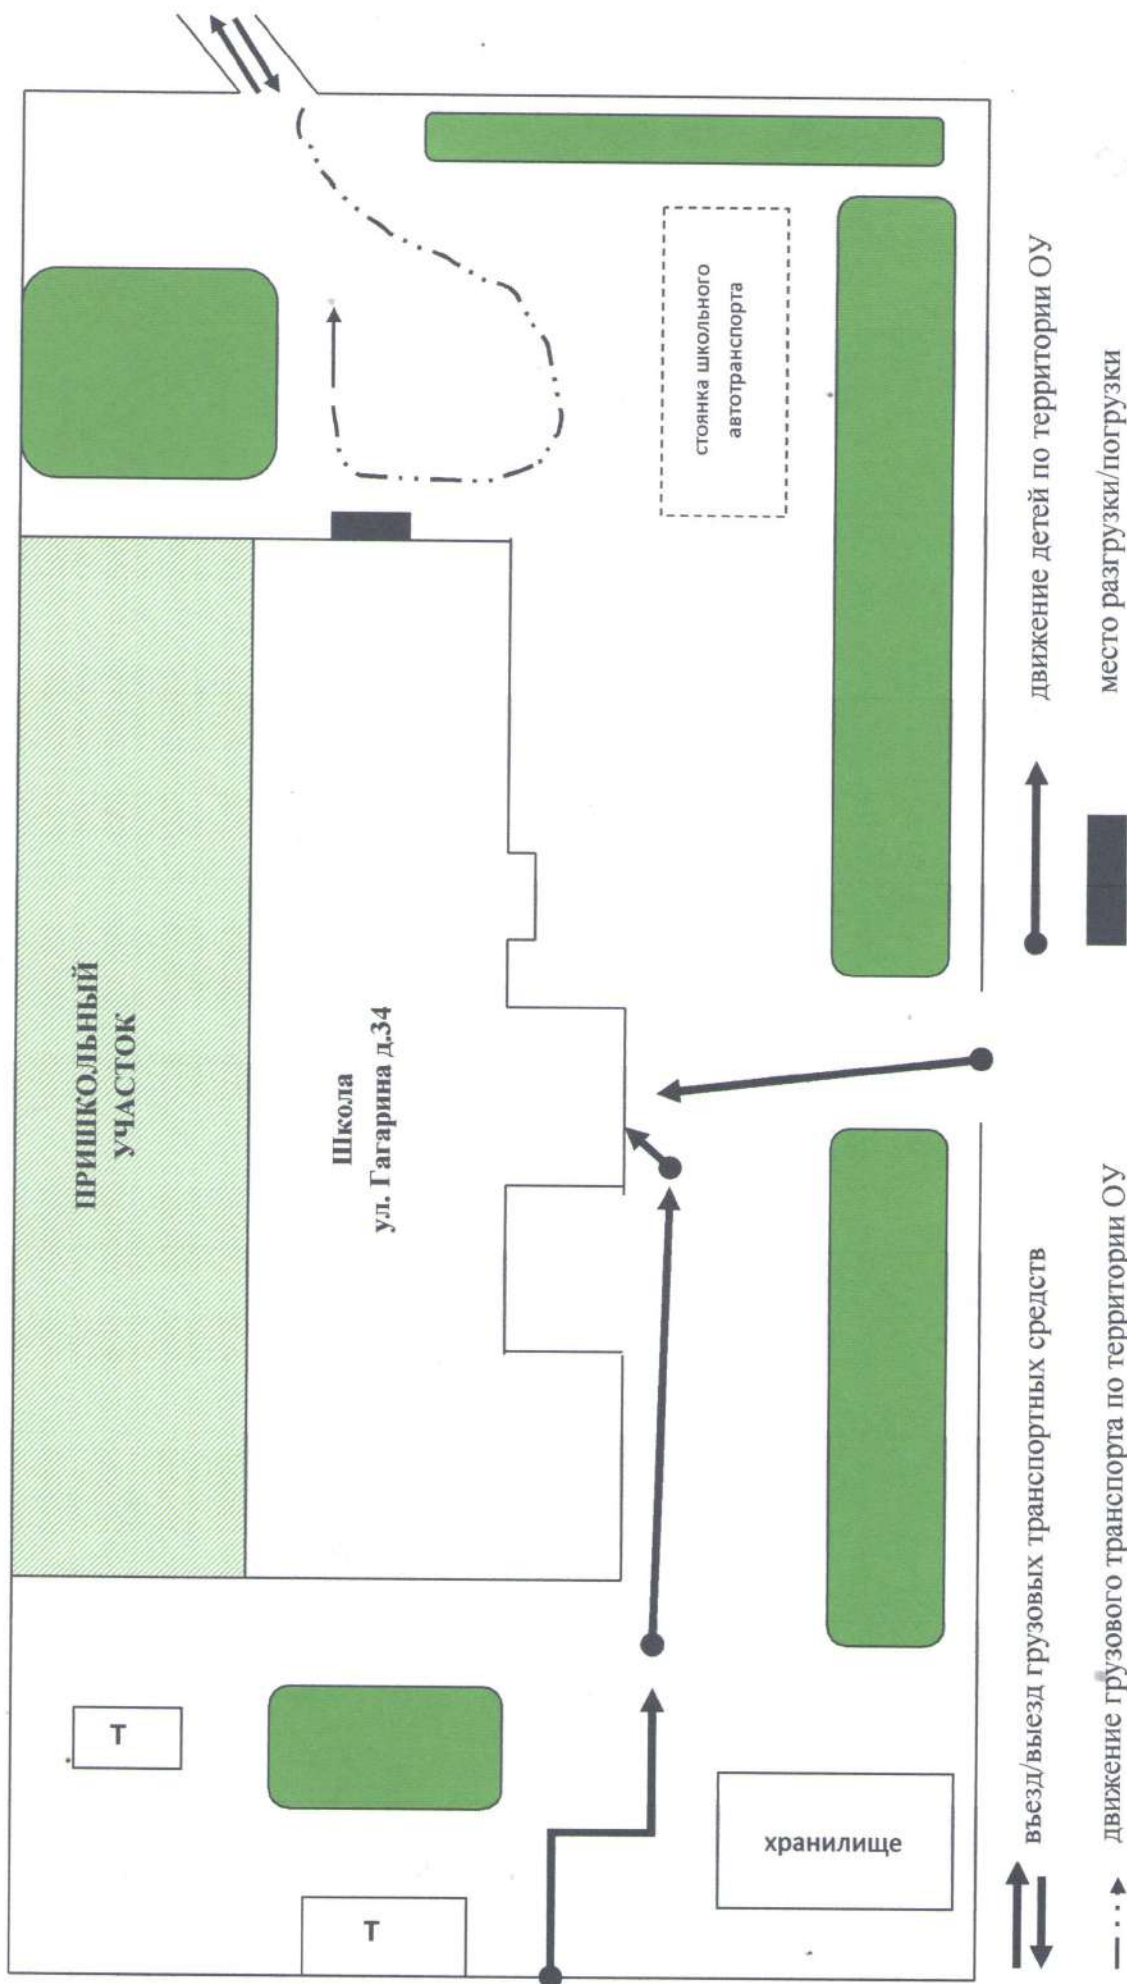 ПРИШКОЛЬНЫЙ
УЧАСТОК
Школа
ул. Гагарина д.34
Т
Т
хранилище
стоянка школьного
автотранспорта
въезд/выезд грузовых транспортных средств
движение детей по территории ОУ
движение грузового транспорта по территории ОУ
место разгрузки/погрузки